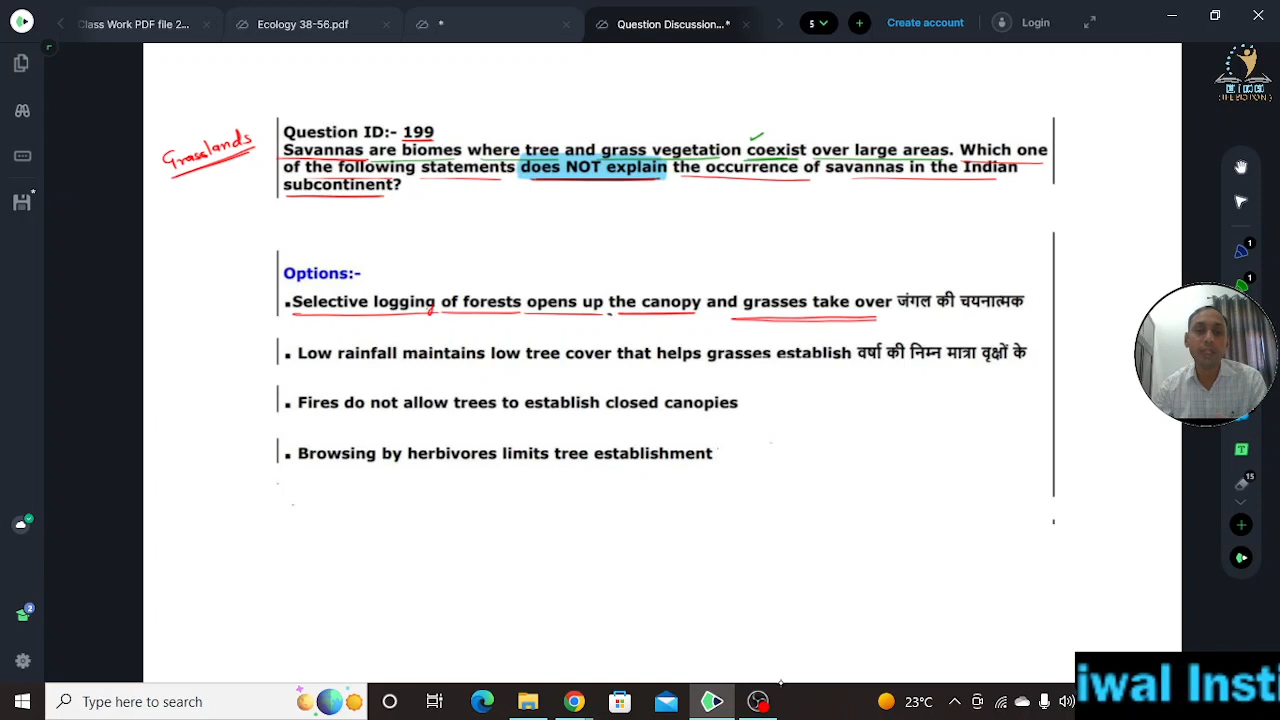 Class Work PDF file 2...
Ecology 38-56.pdf
*
Question Discussion...*
5
Create account
Login
Grasslands
Question ID:- 199
Savannas are biomes where tree and grass vegetation coexist over large areas. Which one
of the following statements does NOT explain the occurrence of savannas in the Indian
subcontinent?
Options:-
.Selective logging of forests opens up the canopy and grasses take over जंगल की चयनात्मक
. Low rainfall maintains low tree cover that helps grasses establish वर्षा की निम्न मात्रा वृक्षों के
. Fires do not allow trees to establish closed canopies
. Browsing by herbivores limits tree establishment
1
1
T
15
2
iwal Insti
Type here to search
23°C